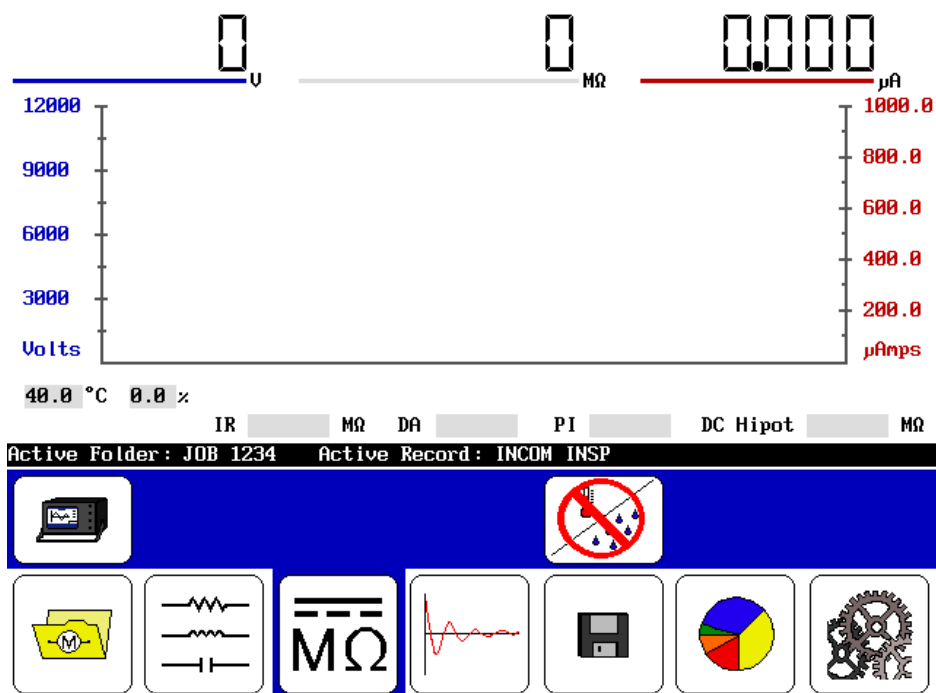 0 V 0 MΩ 0.000 µA
12000 1000.0
9000 800.0
6000 600.0
3000 400.0
200.0
Volts µAmps
40.0 °C 0.0 %
IR MΩ DA PI DC Hipot MΩ
Active Folder: JOB 1234 Active Record: INCOM INSP
M MΩ